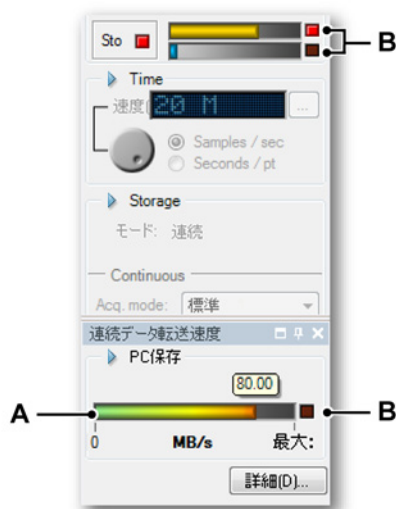 Sto
B
Time
速度(
20 M
...
Samples / sec
Seconds / pt
Storage
モード: 連続
Continuous
Acq. mode: 標準
連続データ転送速度
PC保存
80.00
A
B
0 MB/s 最大:
詳細(D)...